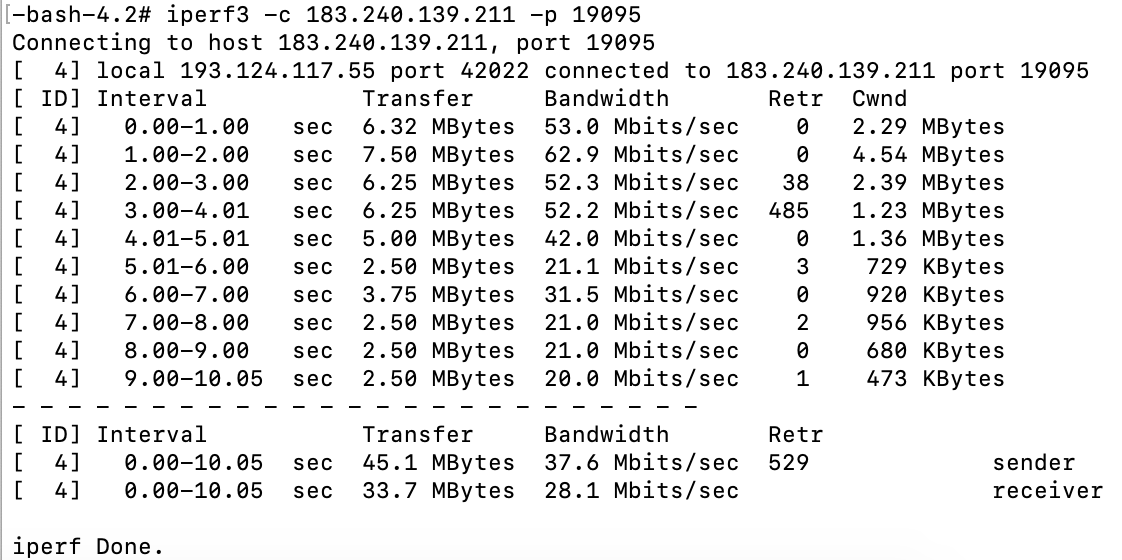 [-bash-4.2# iperf3 -c 183.240.139.211 -p 19095
Connecting to host 183.240.139.211, port 19095
[  4] local 193.124.117.55 port 42022 connected to 183.240.139.211 port 19095
[ ID] Interval           Transfer     Bandwidth       Retr  Cwnd
[  4]   0.00-1.00   sec  6.32 MBytes  53.0 Mbits/sec    0   2.29 MBytes
[  4]   1.00-2.00   sec  7.50 MBytes  62.9 Mbits/sec    0   4.54 MBytes
[  4]   2.00-3.00   sec  6.25 MBytes  52.3 Mbits/sec   38   2.39 MBytes
[  4]   3.00-4.01   sec  6.25 MBytes  52.2 Mbits/sec  485   1.23 MBytes
[  4]   4.01-5.01   sec  5.00 MBytes  42.0 Mbits/sec    0   1.36 MBytes
[  4]   5.01-6.00   sec  2.50 MBytes  21.1 Mbits/sec    3    729 KBytes
[  4]   6.00-7.00   sec  3.75 MBytes  31.5 Mbits/sec    0    920 KBytes
[  4]   7.00-8.00   sec  2.50 MBytes  21.0 Mbits/sec    2    956 KBytes
[  4]   8.00-9.00   sec  2.50 MBytes  21.0 Mbits/sec    0    680 KBytes
[  4]   9.00-10.05  sec  2.50 MBytes  20.0 Mbits/sec    1    473 KBytes
- - - - - - - - - - - - - - - - - - - - - - - - -
[ ID] Interval           Transfer     Bandwidth       Retr
[  4]   0.00-10.05  sec  45.1 MBytes  37.6 Mbits/sec  529             sender
[  4]   0.00-10.05  sec  33.7 MBytes  28.1 Mbits/sec                  receiver
iperf Done.